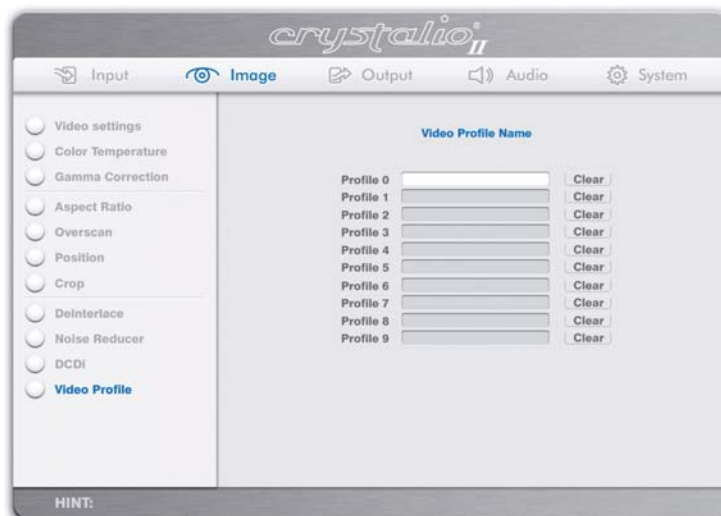 crystalio II
Input Image Output Audio System
Video settings
Color Temperature
Gamma Correction
Aspect Ratio
Overscan
Position
Crop
Deinterlace
Noise Reducer
DCDi
Video Profile
Video Profile Name
Profile 0 Clear
Profile 1 Clear
Profile 2 Clear
Profile 3 Clear
Profile 4 Clear
Profile 5 Clear
Profile 6 Clear
Profile 7 Clear
Profile 8 Clear
Profile 9 Clear
HINT: